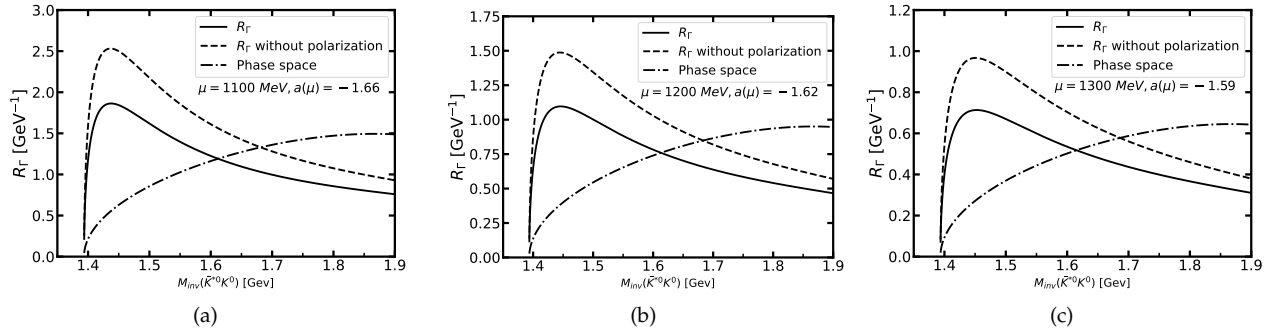 3.0
2.5
2.0
1.5
1.0
0.5
0.0
R_Γ [GeV⁻¹]
R_Γ
R_Γ without polarization
Phase space
μ = 1100 MeV, a(μ) = −1.66
1.4 1.5 1.6 1.7 1.8 1.9
M_inv(K̄*⁰K⁰) [Gev]
(a)
1.75
1.50
1.25
1.00
0.75
0.50
0.25
0.00
R_Γ [GeV⁻¹]
R_Γ
R_Γ without polarization
Phase space
μ = 1200 MeV, a(μ) = −1.62
1.4 1.5 1.6 1.7 1.8 1.9
M_inv(K̄*⁰K⁰) [Gev]
(b)
1.2
1.0
0.8
0.6
0.4
0.2
0.0
R_Γ [GeV⁻¹]
R_Γ
R_Γ without polarization
Phase space
μ = 1300 MeV, a(μ) = −1.59
1.4 1.5 1.6 1.7 1.8 1.9
M_inv(K̄*⁰K⁰) [Gev]
(c)